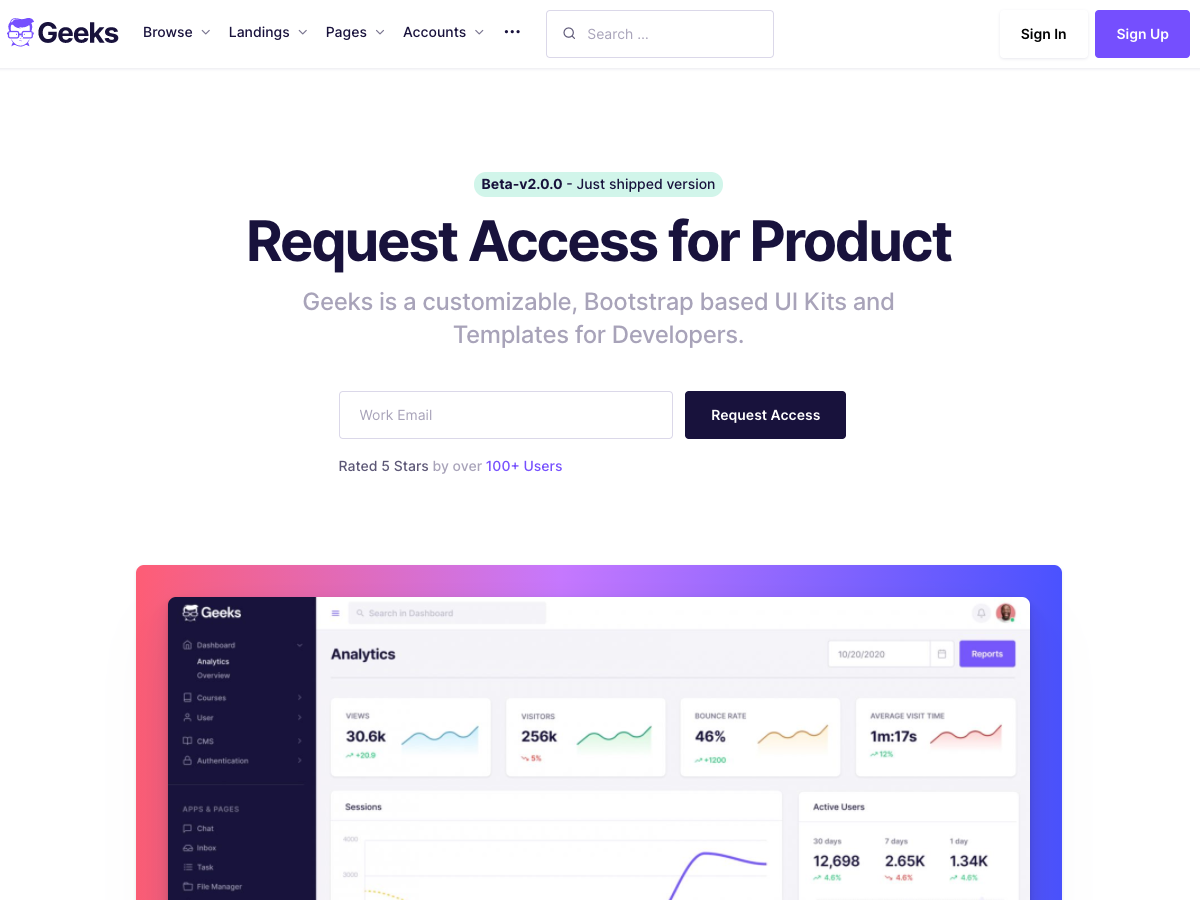 Geeks
Browse
Landings
Pages
Accounts
Search ...
Sign In
Sign Up
Beta-v2.0.0 - Just shipped version
Request Access for Product
Geeks is a customizable, Bootstrap based UI Kits and
Templates for Developers.
Work Email
Request Access
Rated 5 Stars by over 100+ Users
Geeks
Search in Dashboard
Dashboard
Analytics
Overview
Courses
User
CMS
Authentication
APPS & PAGES
Chat
Inbox
Task
File Manager
Analytics
10/20/2020
Reports
VIEWS
30.6k
+20.9
VISITORS
256k
5%
BOUNCE RATE
46%
+1200
AVERAGE VISIT TIME
1m:17s
12%
Sessions
4000
3000
Active Users
30 days
7 days
1 day
12,698
2.65K
1.34K
4.6%
4.6%
4.6%